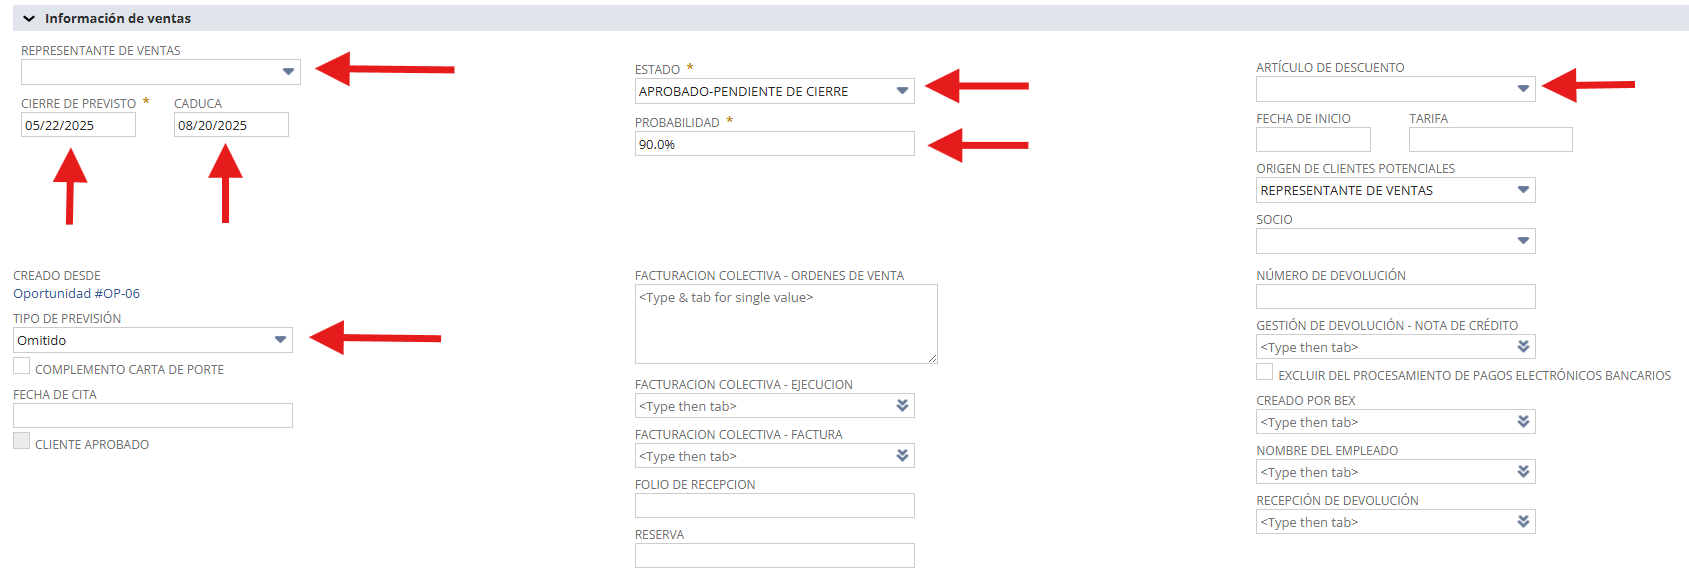 Información de ventas
REPRESENTANTE DE VENTAS
CIERRE DE PREVISTO *
CADUCA
05/22/2025
08/20/2025
ESTADO *
APROBADO-PENDIENTE DE CIERRE
PROBABILIDAD *
90.0%
ARTÍCULO DE DESCUENTO
FECHA DE INICIO
TARIFA
ORIGEN DE CLIENTES POTENCIALES
REPRESENTANTE DE VENTAS
SOCIO
CREADO DESDE
Oportunidad #OP-06
TIPO DE PREVISIÓN
Omitido
COMPLEMENTO CARTA DE PORTE
FECHA DE CITA
CLIENTE APROBADO
FACTURACION COLECTIVA - ORDENES DE VENTA
<Type & tab for single value>
FACTURACION COLECTIVA - EJECUCION
<Type then tab>
FACTURACION COLECTIVA - FACTURA
<Type then tab>
FOLIO DE RECEPCION
RESERVA
NÚMERO DE DEVOLUCIÓN
GESTIÓN DE DEVOLUCIÓN - NOTA DE CRÉDITO
<Type then tab>
EXCLUIR DEL PROCESAMIENTO DE PAGOS ELECTRÓNICOS BANCARIOS
CREADO POR BEX
<Type then tab>
NOMBRE DEL EMPLEADO
<Type then tab>
RECEPCIÓN DE DEVOLUCIÓN
<Type then tab>